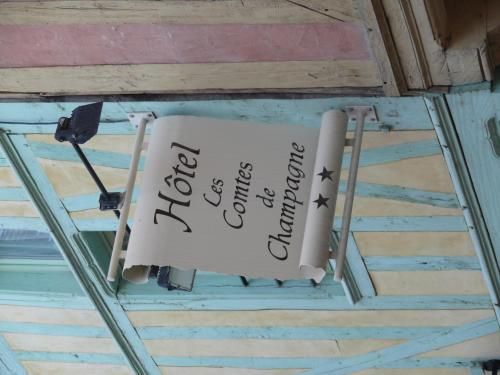 Hôtel
Les
Comtes
de
Champagne
★★